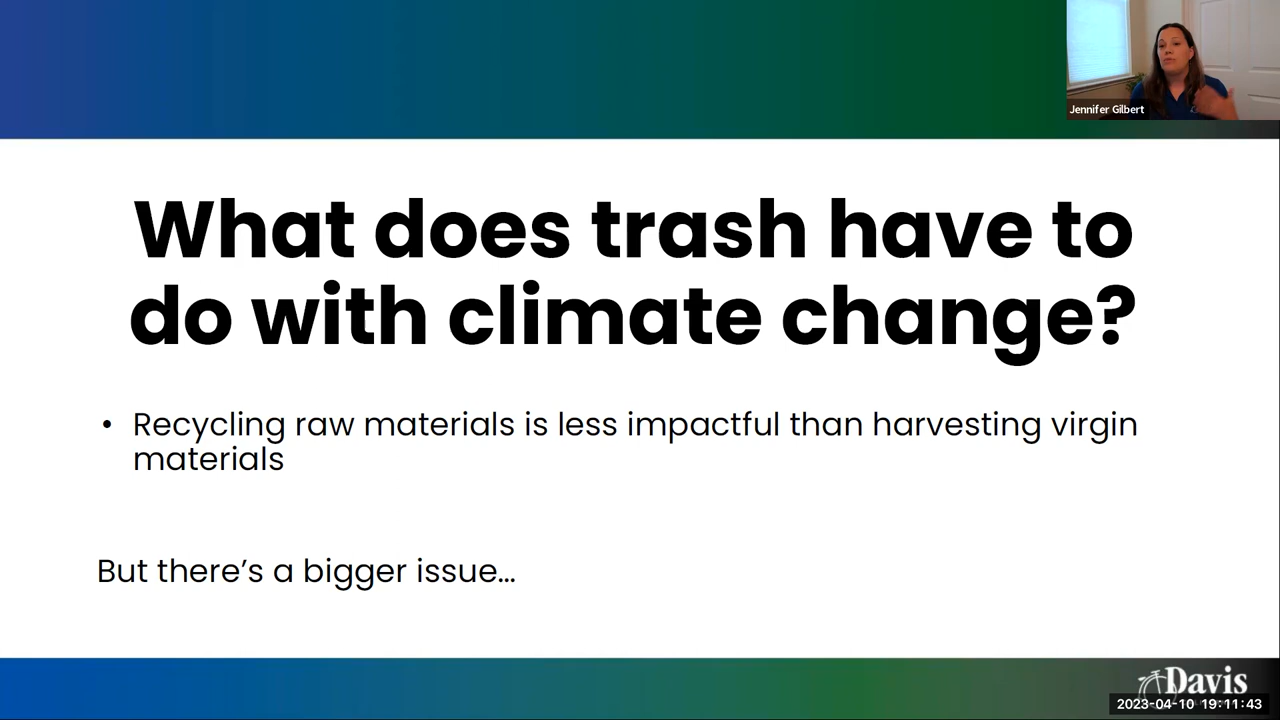 Jennifer Gilbert
What does trash have to
do with climate change?
• Recycling raw materials is less impactful than harvesting virgin
materials
But there’s a bigger issue...
Davis
2023-04-10 19:11:43